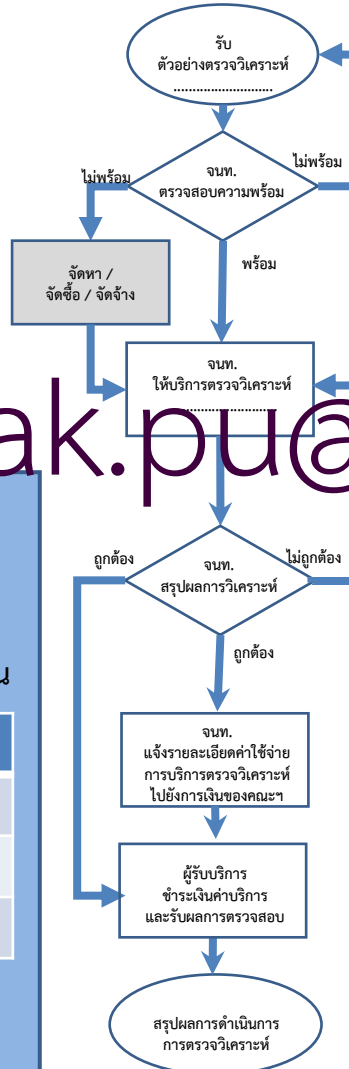 รับ
ตัวอย่างตรวจวิเคราะห์
...........................
ไม่พร้อม
จนท.
ตรวจสอบความพร้อม
ไม่พร้อม
จัดหา /
จัดซื้อ / จัดจ้าง
พร้อม
จนท.
ให้บริการตรวจวิเคราะห์
ak.pu@
ถูกต้อง
จนท.
สรุปผลการวิเคราะห์
ไม่ถูกต้อง
ถูกต้อง
จนท.
แจ้งรายละเอียดค่าใช้จ่าย
การบริการตรวจวิเคราะห์
ไปยังการเงินของคณะฯ
ผู้รับบริการ
ชำระเงินค่าบริการ
และรับผลการตรวจสอบ
สรุปผลการดำเนินการ
การตรวจวิเคราะห์